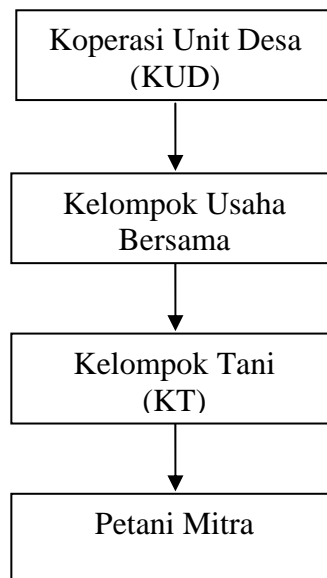 Koperasi Unit Desa
(KUD)
Kelompok Usaha
Bersama
Kelompok Tani
(KT)
Petani Mitra